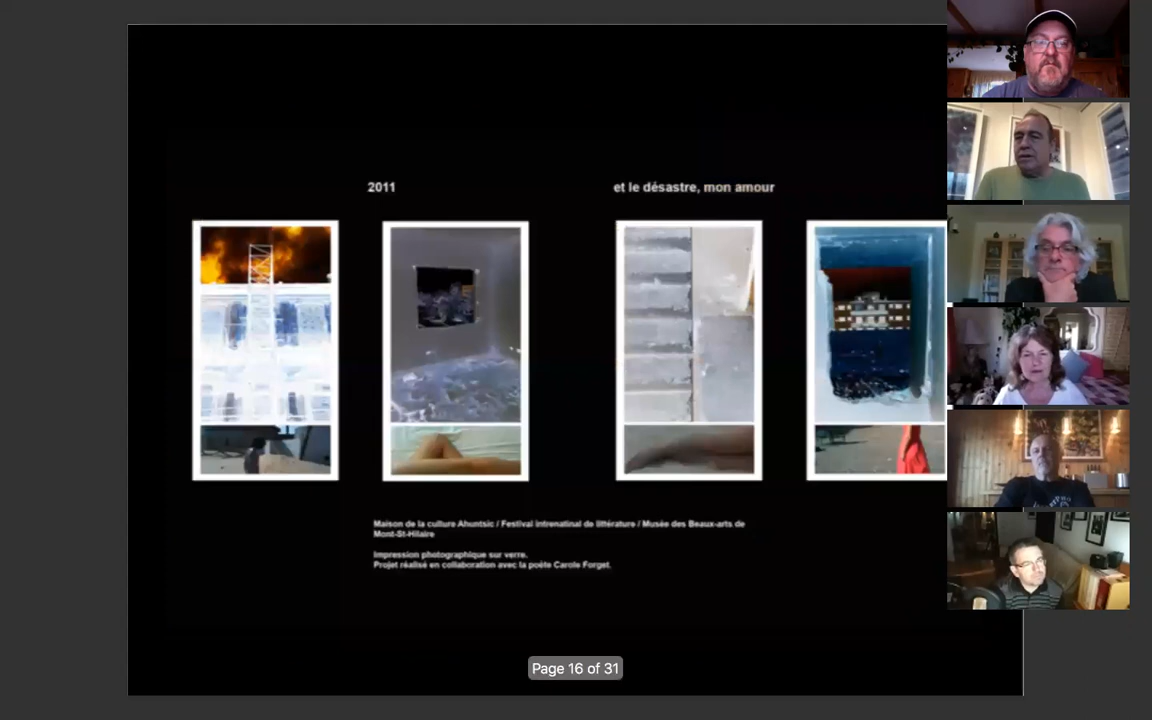 2011
et le désastre, mon amour
Maison de la culture Ahuntsic / Festival intrenatinal de littérature / Musée des Beaux-arts de
Mont-St-Hilaire
Impression photographique sur verre.
Projet réalisé en collaboration avec la poète Carole Forget.
Page 16 of 31